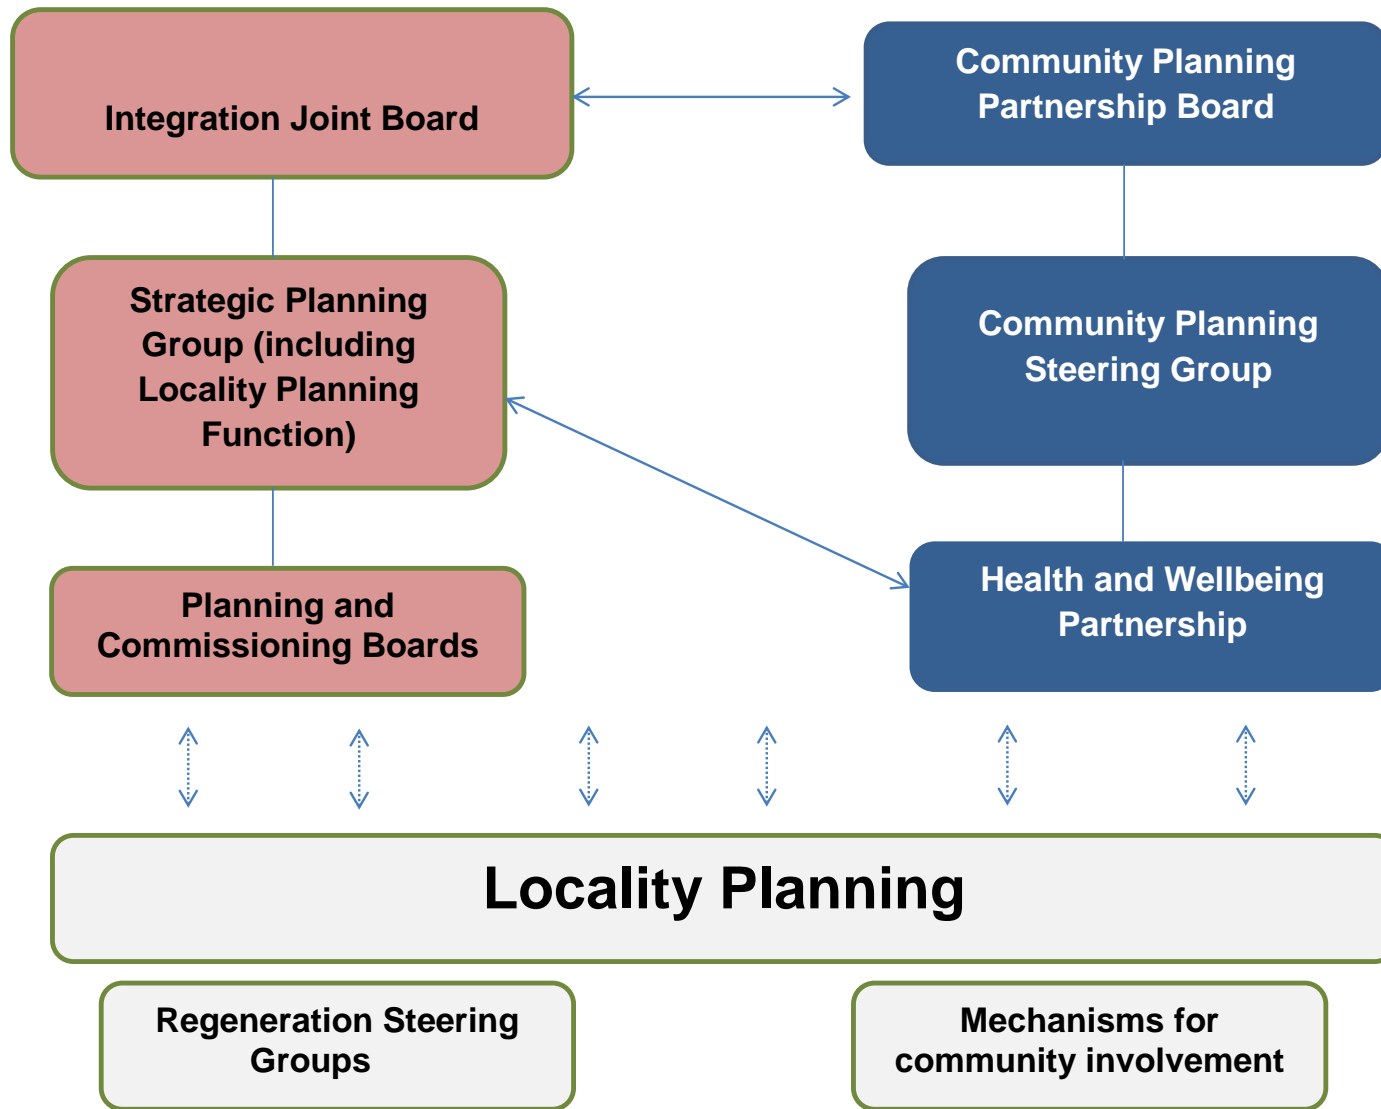 Integration Joint Board
Community Planning
Partnership Board
Strategic Planning
Group (including
Locality Planning
Function)
Community Planning
Steering Group
Planning and
Commissioning Boards
Health and Wellbeing
Partnership
Locality Planning
Regeneration Steering
Groups
Mechanisms for
community involvement